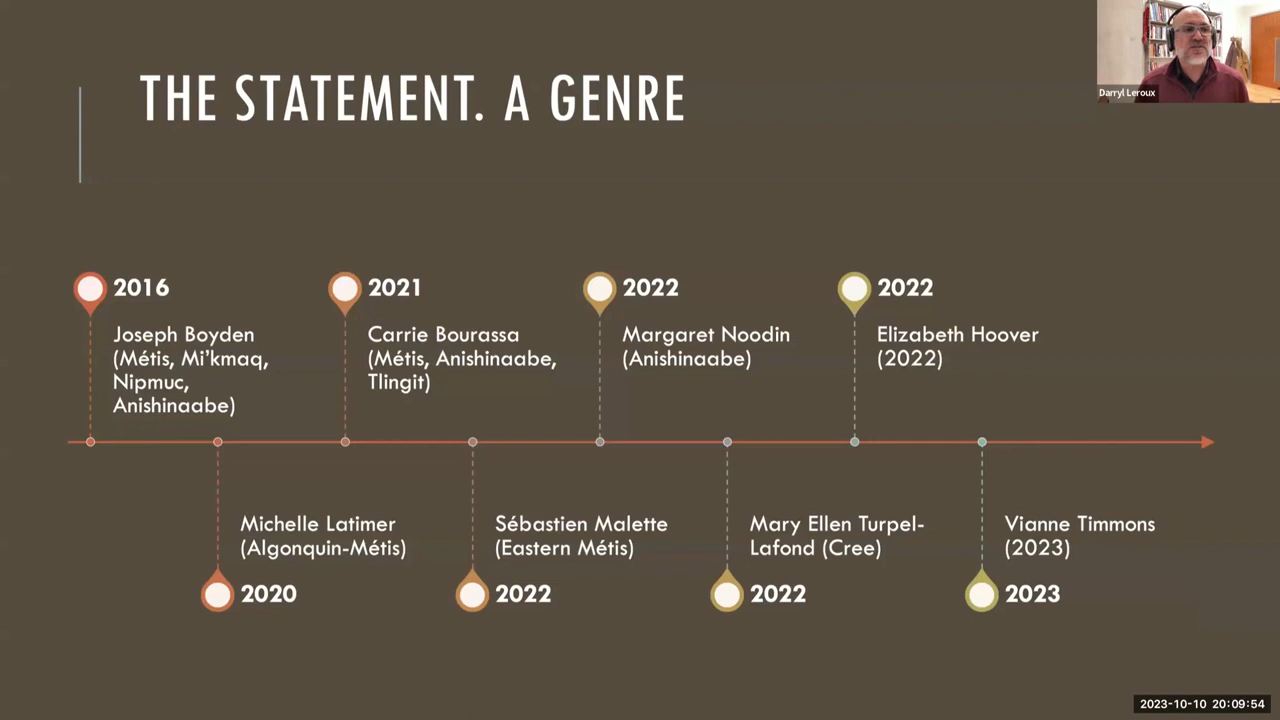 THE STATEMENT. A GENRE
Darryl Leroux
2016
Joseph Boyden
(Métis, Mi’kmaq,
Nipmuc,
Anishinaabe)
2021
Carrie Bourassa
(Métis, Anishinaabe,
Tlingit)
2022
Margaret Noodin
(Anishinaabe)
2022
Elizabeth Hoover
(2022)
Michelle Latimer
(Algonquin-Métis)
2020
Sébastien Malette
(Eastern Métis)
2022
Mary Ellen Turpel-
Lafond (Cree)
2022
Vianne Timmons
(2023)
2023
2023-10-10 20:09:54